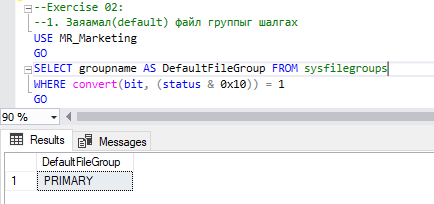 --Exercise 02:
--1. Заяамал(default) файл группыг шалгах
USE MR_Marketing
GO
SELECT groupname AS DefaultFileGroup FROM sysfilegroups
WHERE convert(bit, (status & 0x10)) = 1
GO
90 %
Results Messages
DefaultFileGroup
1 PRIMARY